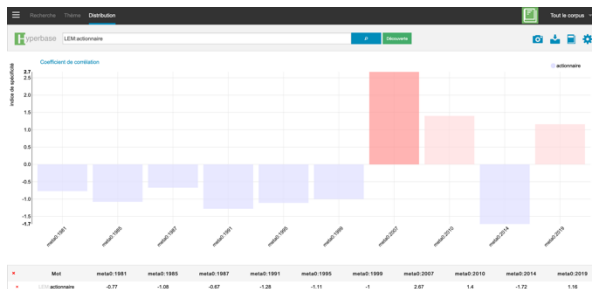 Recherche Thème Distribution Tout le corpus
Hyperbase LEM:actionnaire Découverte
Coefficient de corrélation
actionnaire
Indice de spécificité
2.7
2.5
2.0
1.5
1.0
0.5
0.0
-0.5
-1.0
-1.5
-1.7
meta0:1981 meta0:1985 meta0:1987 meta0:1991 meta0:1995 meta0:1999 meta0:2007 meta0:2010 meta0:2014 meta0:2019
Mot meta0:1981 meta0:1985 meta0:1987 meta0:1991 meta0:1995 meta0:1999 meta0:2007 meta0:2010 meta0:2014 meta0:2019
LEM:actionnaire -0.77 -1.08 -0.67 -1.28 -1.11 -1 2.67 1.4 -1.72 1.16